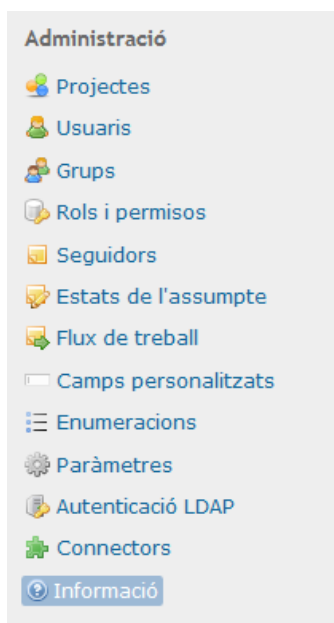 Administració
Projectes
Usuaris
Grups
Rols i permisos
Seguidors
Estats de l'assumpte
Flux de treball
Camps personalitzats
Enumeracions
Paràmetres
Autenticació LDAP
Connectors
Informació